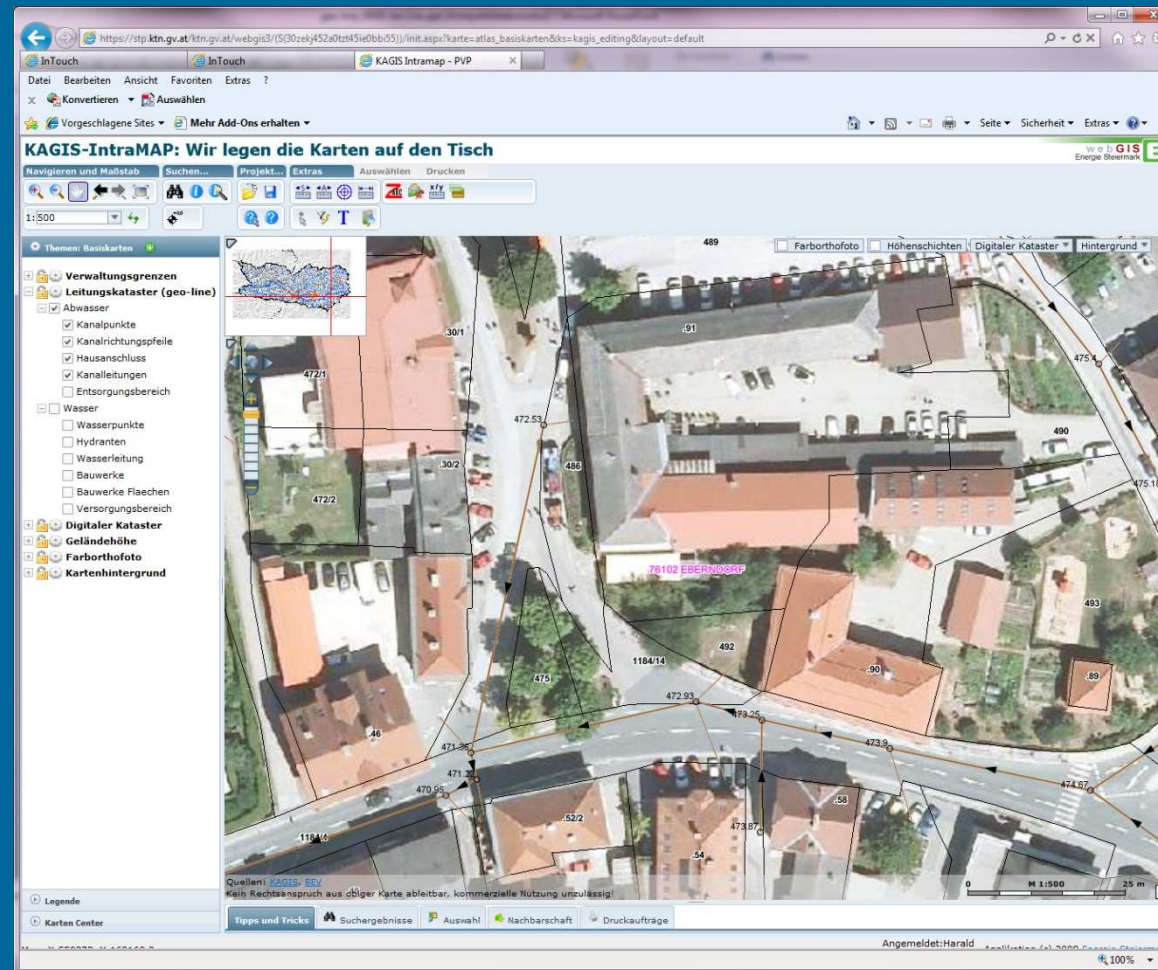 https://stp.ktn.gv.at/ktn.gv.at/webgis3/(S(30zekj452a0tzt45ie0bbi55))/init.aspx?karte=atlas_basiskarten&ks=kagis_editing&layout=default
InTouch
InTouch
KAGIS Intramap - PVP
Datei Bearbeiten Ansicht Favoriten Extras ?
Konvertieren Auswählen
Vorgeschlagene Sites Mehr Add-Ons erhalten
Seite Sicherheit Extras
KAGIS-IntraMAP: Wir legen die Karten auf den Tisch
webGIS
Energie Steiermark
Navigieren und Maßstab Suchen... Projekt... Extras Auswählen Drucken
1:500
Themen: Basiskarten
Verwaltungsgrenzen
Leitungskataster (geo-line)
Abwasser
Kanalpunkte
Kanalrichtungspfeile
Hausanschluss
Kanalleitungen
Entsorgungsbereich
Wasser
Wasserpunkte
Hydranten
Wasserleitung
Bauwerke
Bauwerke Flaechen
Versorgungsbereich
Digitaler Kataster
Geländehöhe
Farborthofoto
Kartenhintergrund
Legende
Karten Center
Farborthofoto Höhenschichten Digitaler Kataster Hintergrund
489
.30/1
.91
472/1
475.4
472.53
490
.30/2
486
475.18
472/2
76102 EBERNDORF
493
492
1184/14
475
.90
.89
472.93
473.25
.46
471.36
473.9
471.2
470.95
474.67
.58
.52/2
473.87
1184/4
.54
Quellen: KAGIS, BEV
Kein Rechtsanspruch aus obiger Karte ableitbar, kommerzielle Nutzung unzulässig!
0 M 1:500 25 m
Tipps und Tricks Suchergebnisse Auswahl Nachbarschaft Druckaufträge
Angemeldet:Harald
100%